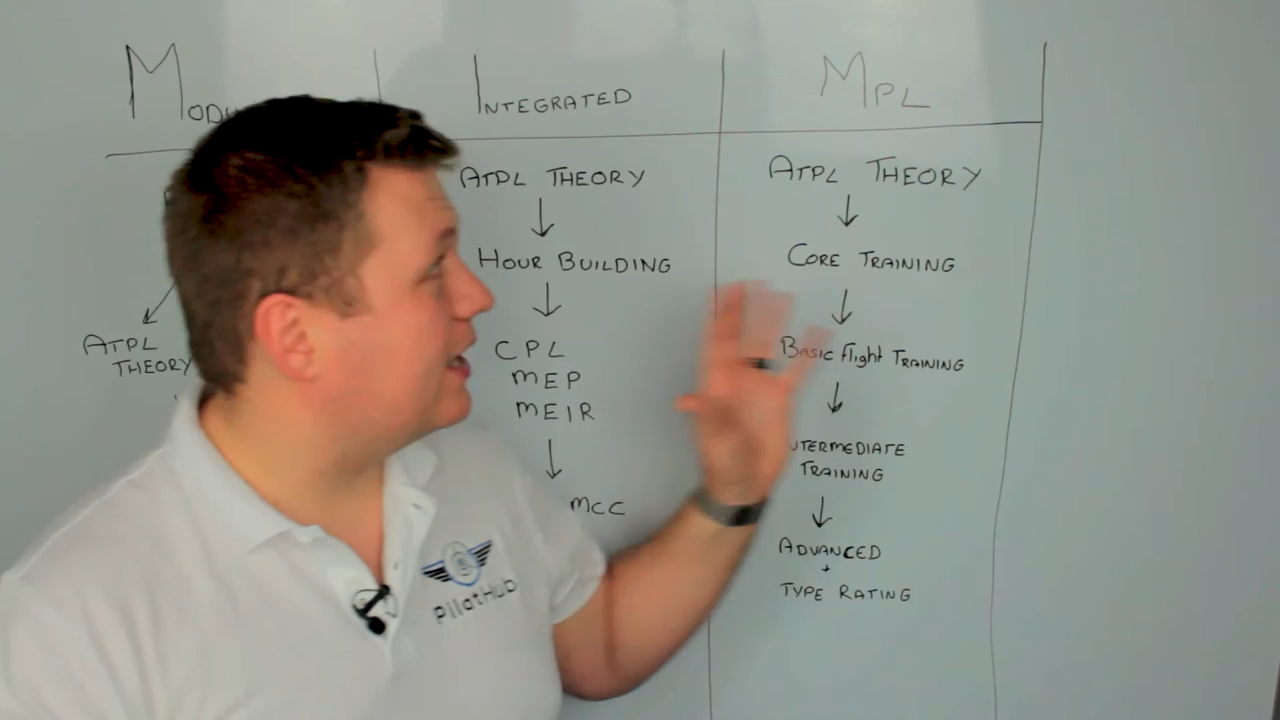 INTEGRATED
MPL
ATPL THEORY
ATPL THEORY
HOUR BUILDING
CORE TRAINING
ATPL
THEORY
CPL
MEP
MEIR
Basic flight TRAINING
TRAINING
MCC
ADVANCED
+
TYPE RATING
PilotHub